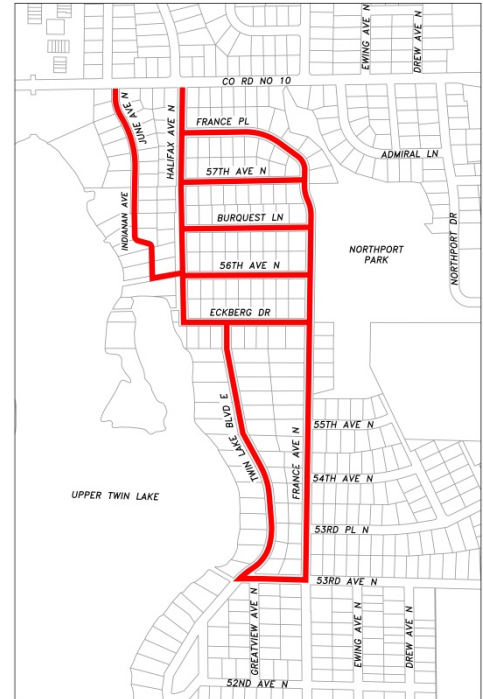 EWING AVE N
DREW AVE N
CO RD NO 10
JUNE AVE N
HALIFAX AVE N
FRANCE PL
ADMIRAL LN
57TH AVE N
INDIANAN AVE
BURQUEST LN
NORTHPORT
PARK
NORTHPORT DR
56TH AVE N
ECKBERG DR
TWIN LAKE BLVD E
FRANCE AVE N
55TH AVE N
54TH AVE N
UPPER TWIN LAKE
53RD PL N
53RD AVE N
GREATVIEW AVE N
EWING AVE N
DREW AVE N
52ND AVE N